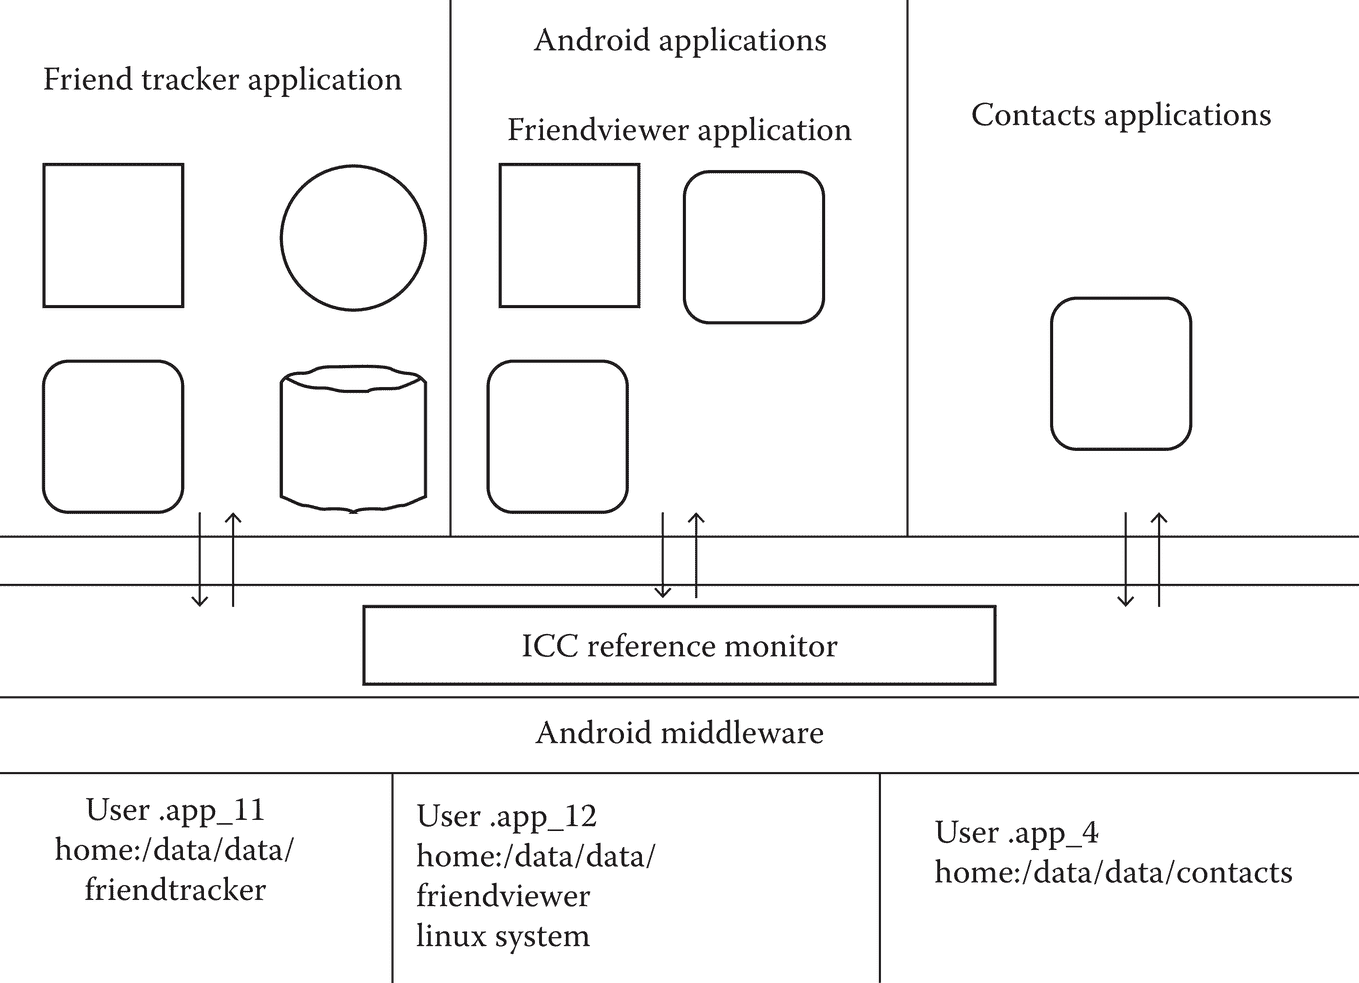 Android applications
Friend tracker application
Friendviewer application
Contacts applications
ICC reference monitor
Android middleware
User .app_11
home:/data/data/
friendtracker
User .app_12
home:/data/data/
friendviewer
linux system
User .app_4
home:/data/data/contacts